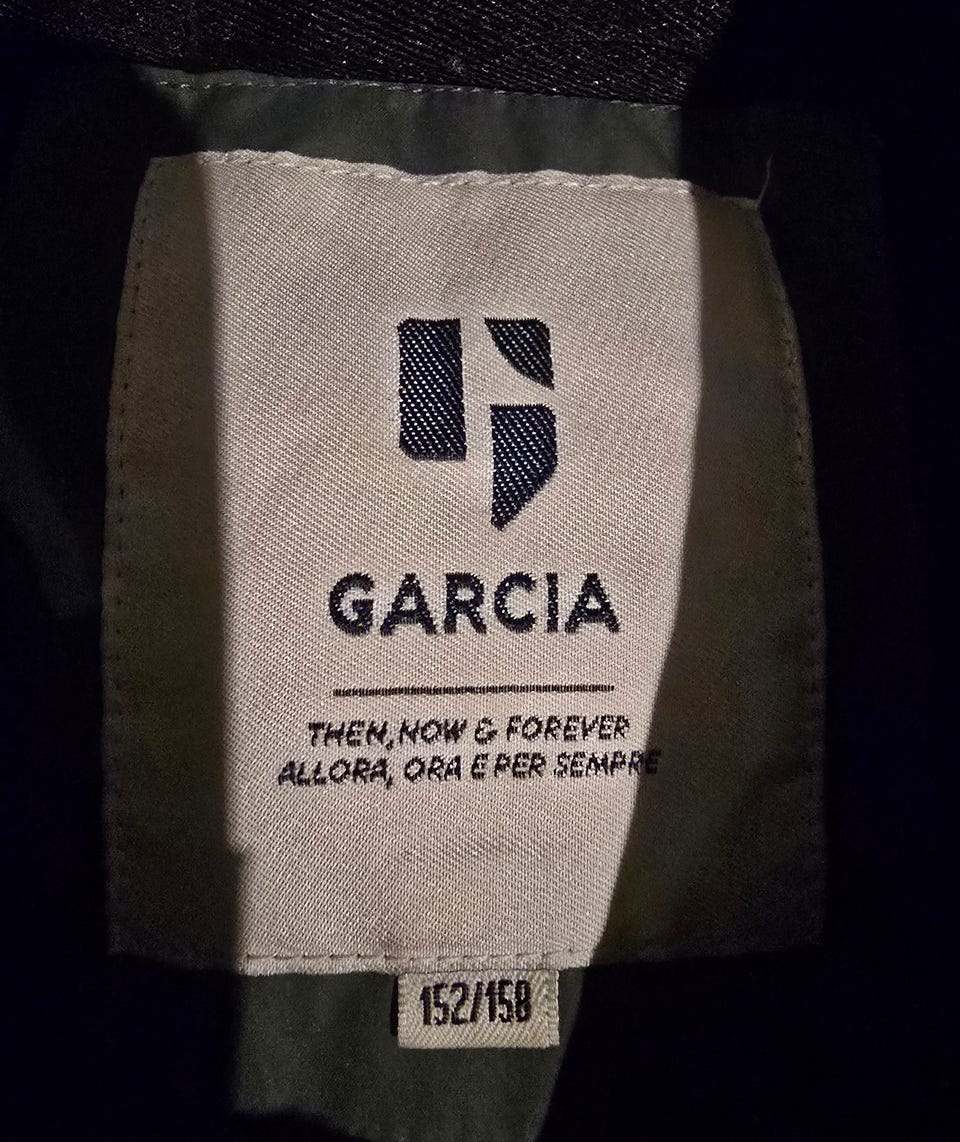 GARCIA
THEN, NOW & FOREVER
ALLORA, ORA E PER SEMPRE
152/158